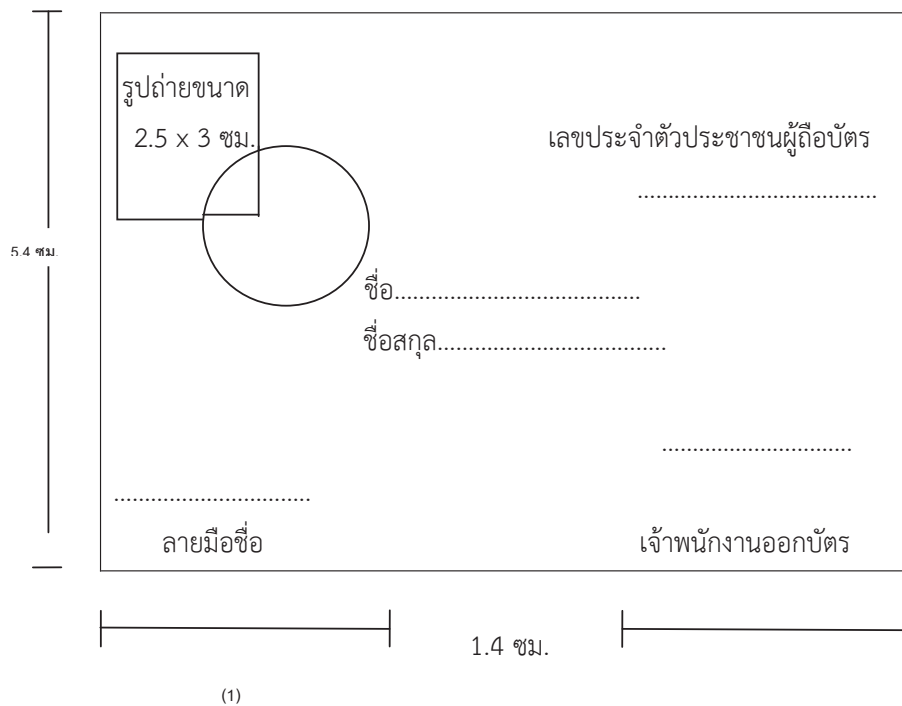 รูปถ่ายขนาด
2.5 x 3 ซม.
เลขประจำตัวประชาชนผู้ถือบัตร
......................................
5.4 ซม.
ชื่อ.......................................
ชื่อสกุล....................................
..............................
...............................
ลายมือชื่อ
เจ้าพนักงานออกบัตร
1.4 ซม.
(1)